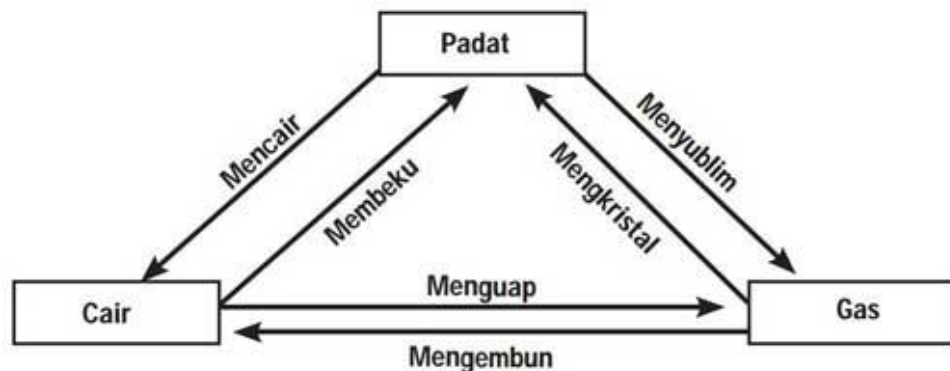 Padat
Mencair
Membeku
Mengkristal
Menyublim
Cair
Menguap
Mengembun
Gas